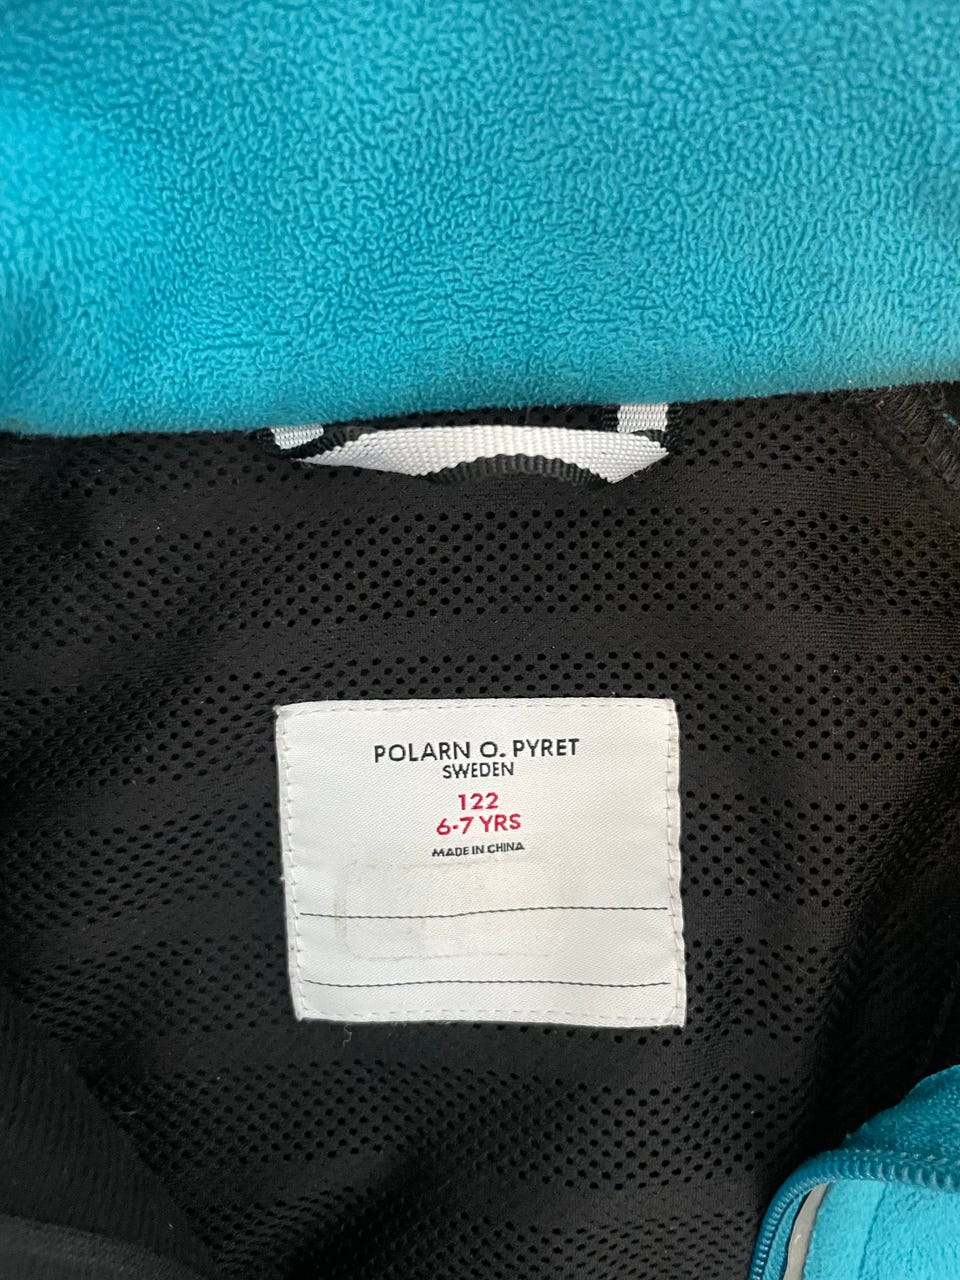 POLARN O. PYRET
SWEDEN
122
6-7 YRS
MADE IN CHINA